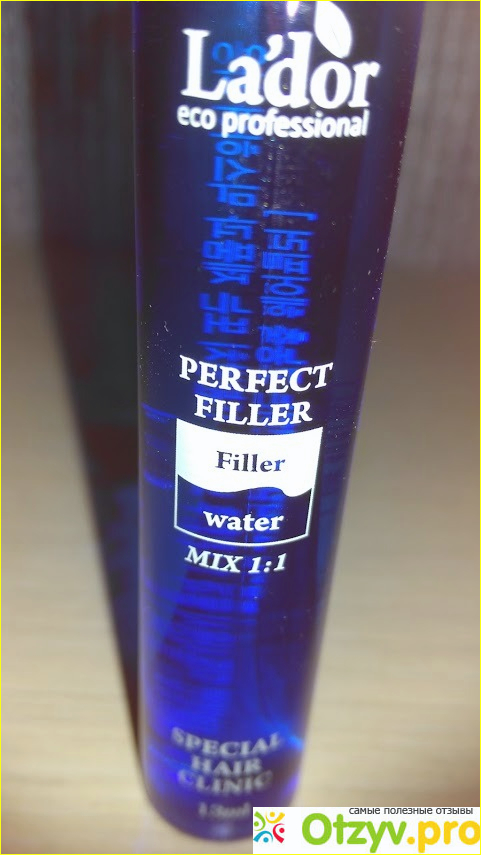 La'dor
eco professional
PERFECT
FILLER
Filler
water
MIX 1:1
SPECIAL
HAIR
CLINIC
13ml
самые полезные отзывы
Otzyv.pro